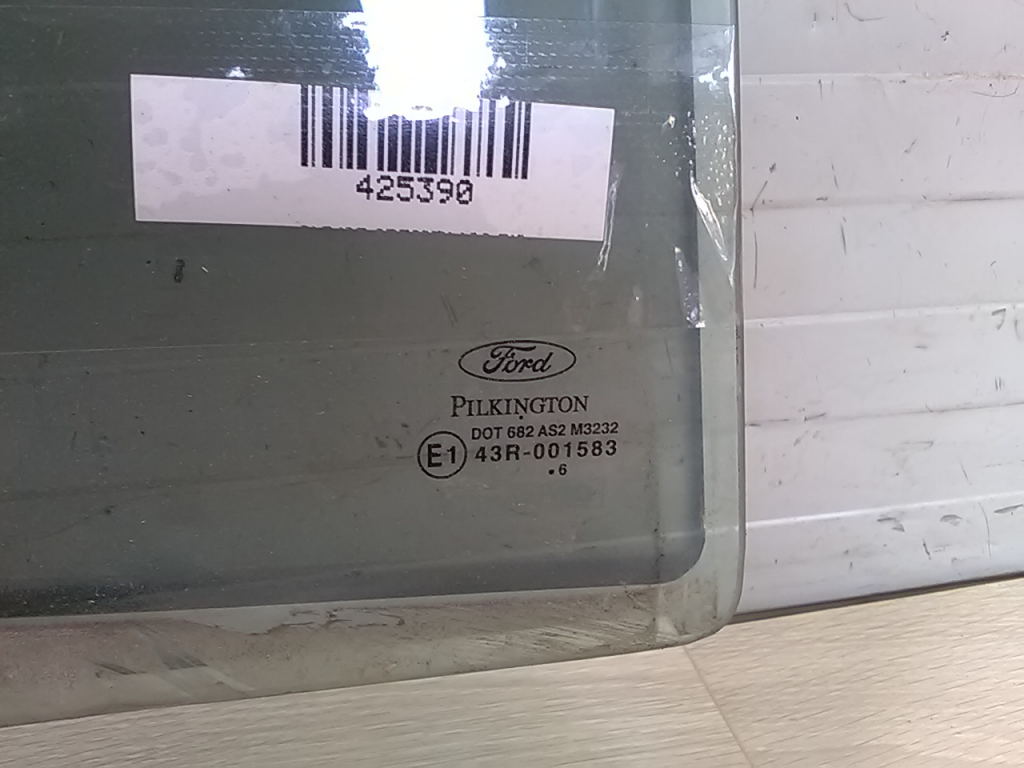 425390
Ford
PILKINGTON
DOT 682 AS2 M3232
E1 43R-001583
.6